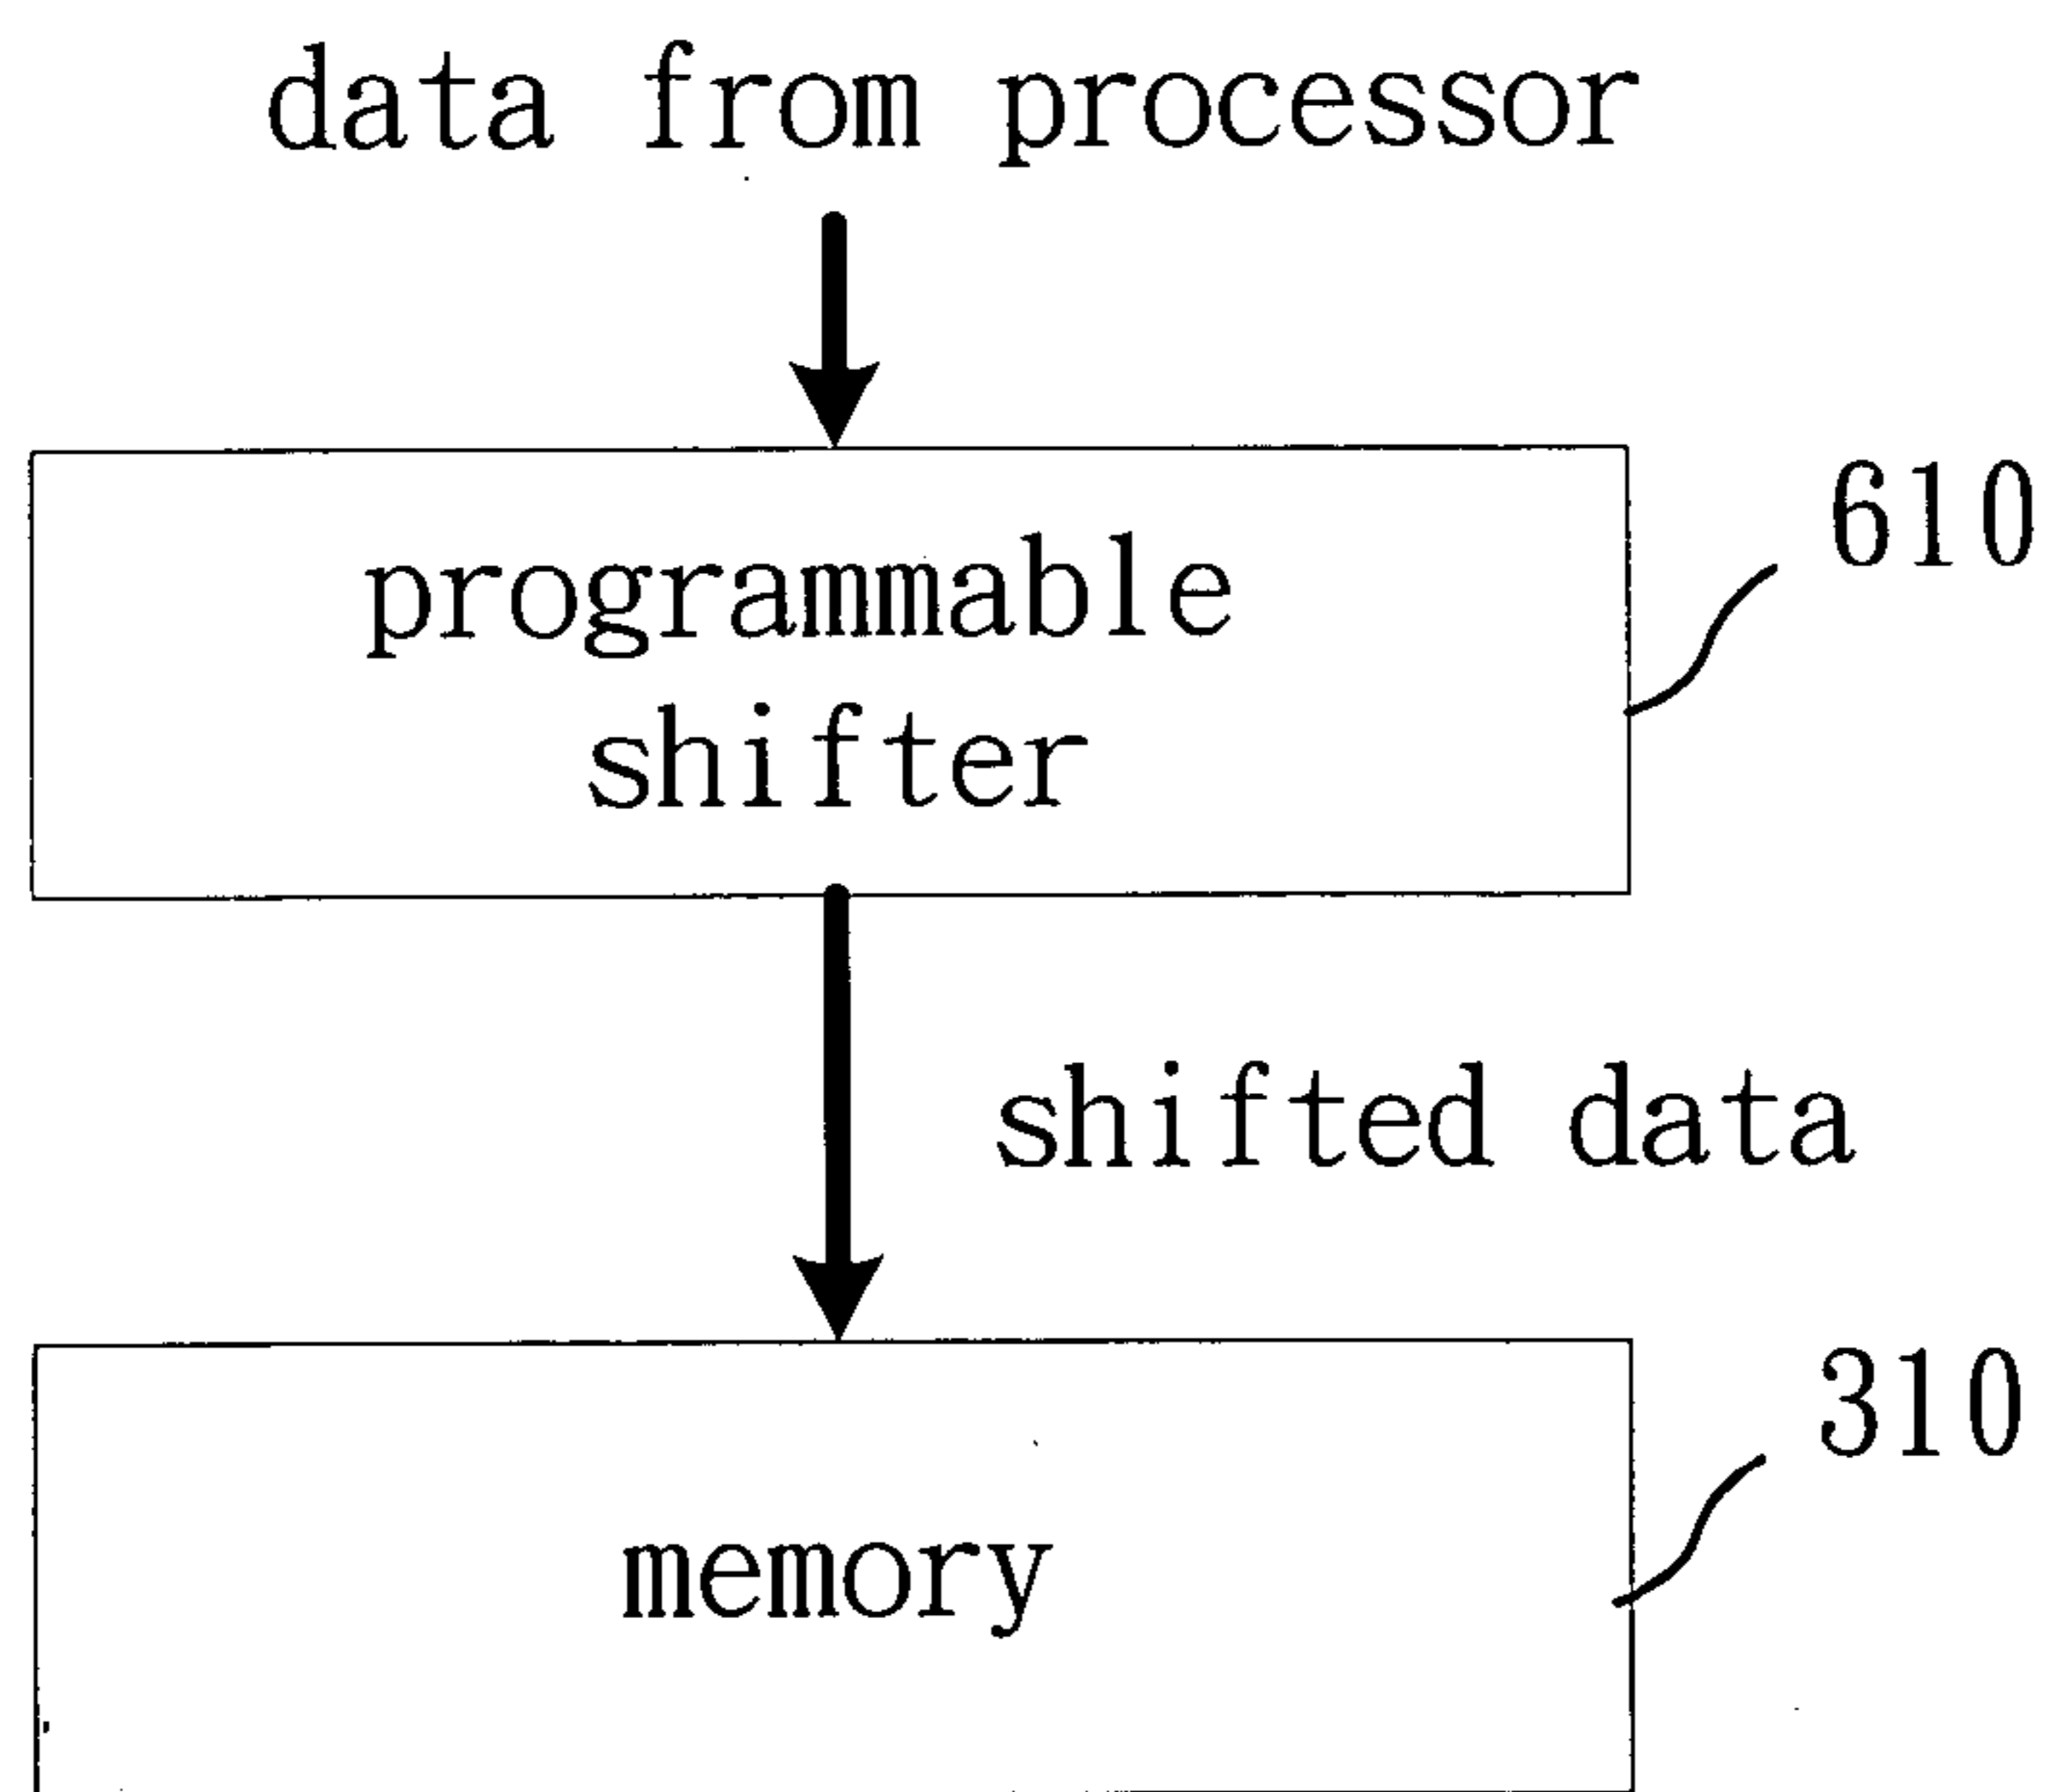 data from processor
610
programmable
shifter
shifted data
310
memory